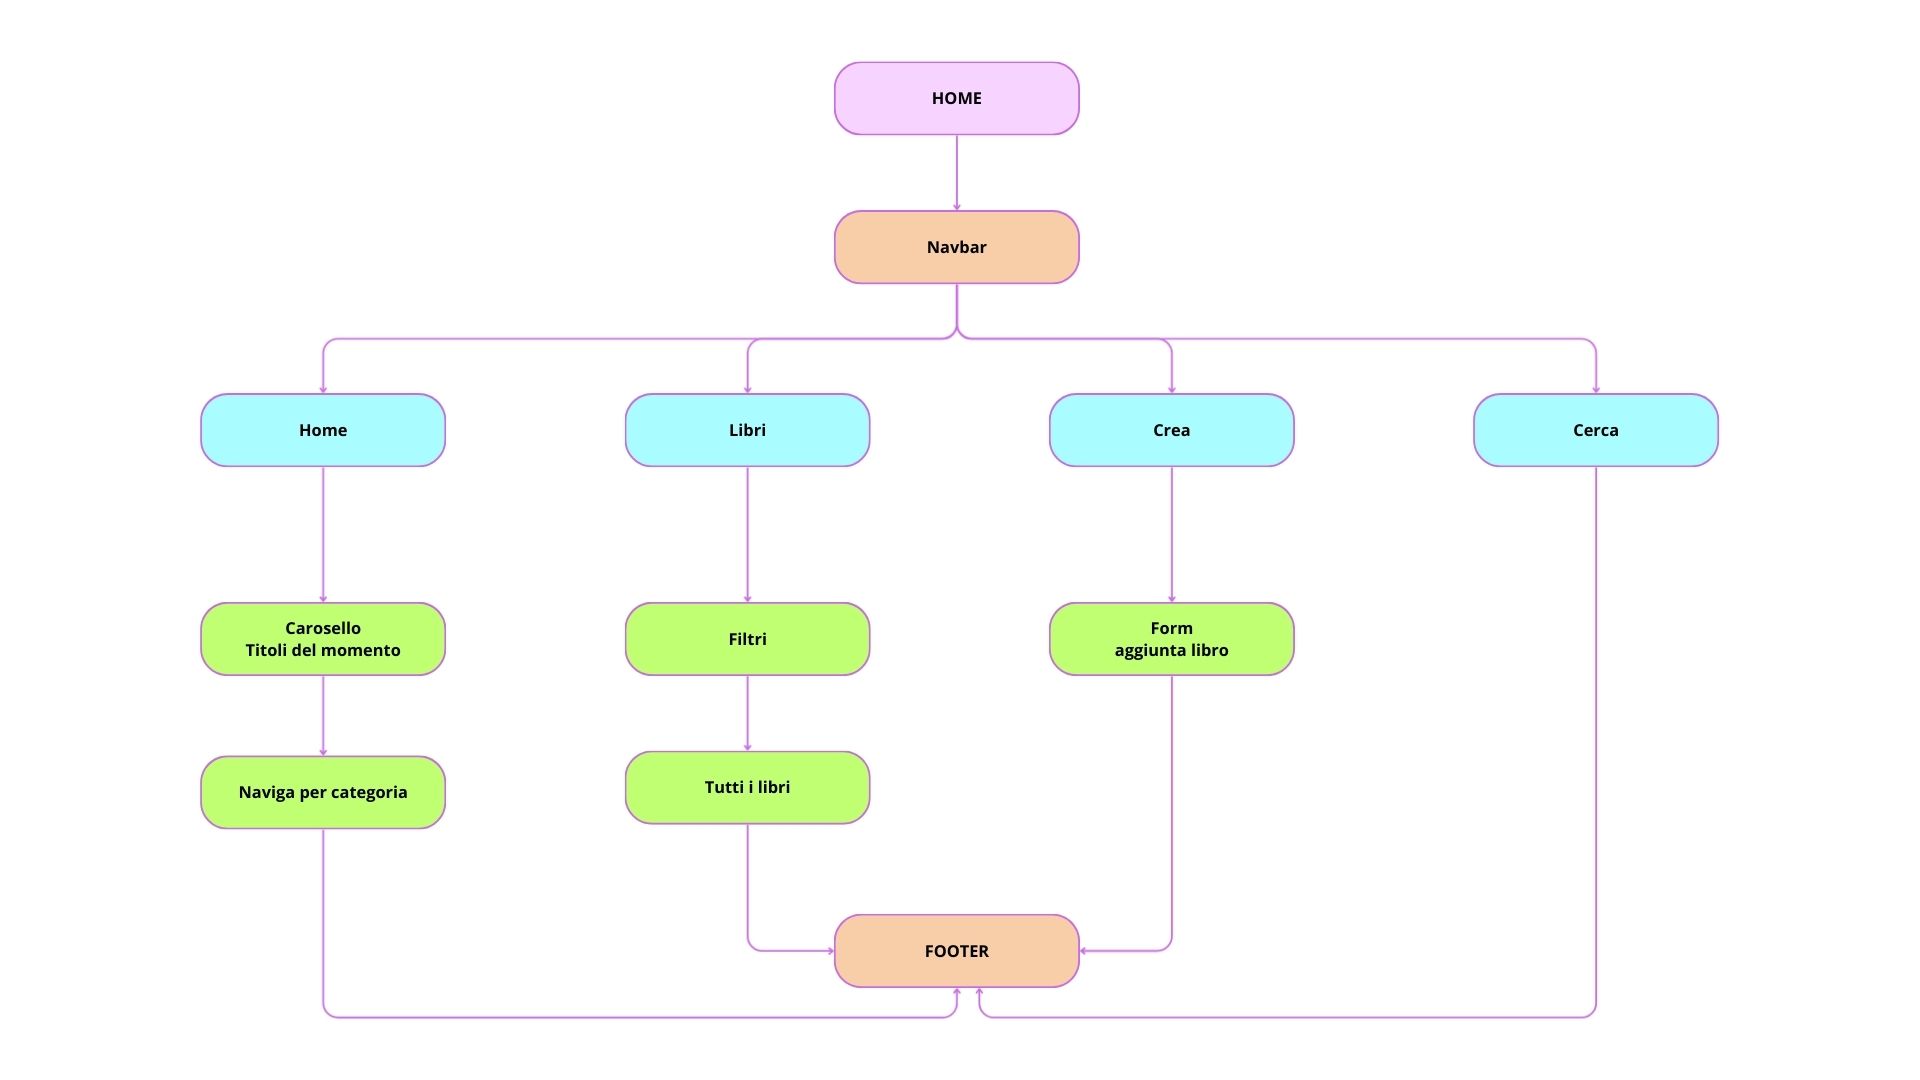 HOME
Navbar
Home
Libri
Crea
Cerca
Carosello
Titoli del momento
Filtri
Form
aggiunta libro
Naviga per categoria
Tutti i libri
FOOTER